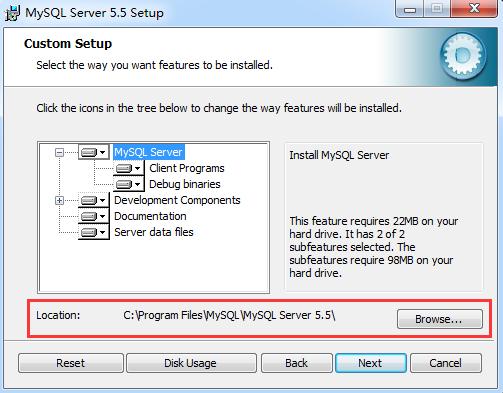 MySQL Server 5.5 Setup
Custom Setup
Select the way you want features to be installed.
Click the icons in the tree below to change the way features will be installed.
MySQL Server
Client Programs
Debug binaries
Development Components
Documentation
Server data files
Install MySQL Server
This feature requires 22MB on your
hard drive. It has 2 of 2
subfeatures selected. The
subfeatures require 98MB on your
hard drive.
Location: C:\Program Files\MySQL\MySQL Server 5.5\ Browse...
Reset Disk Usage Back Next Cancel